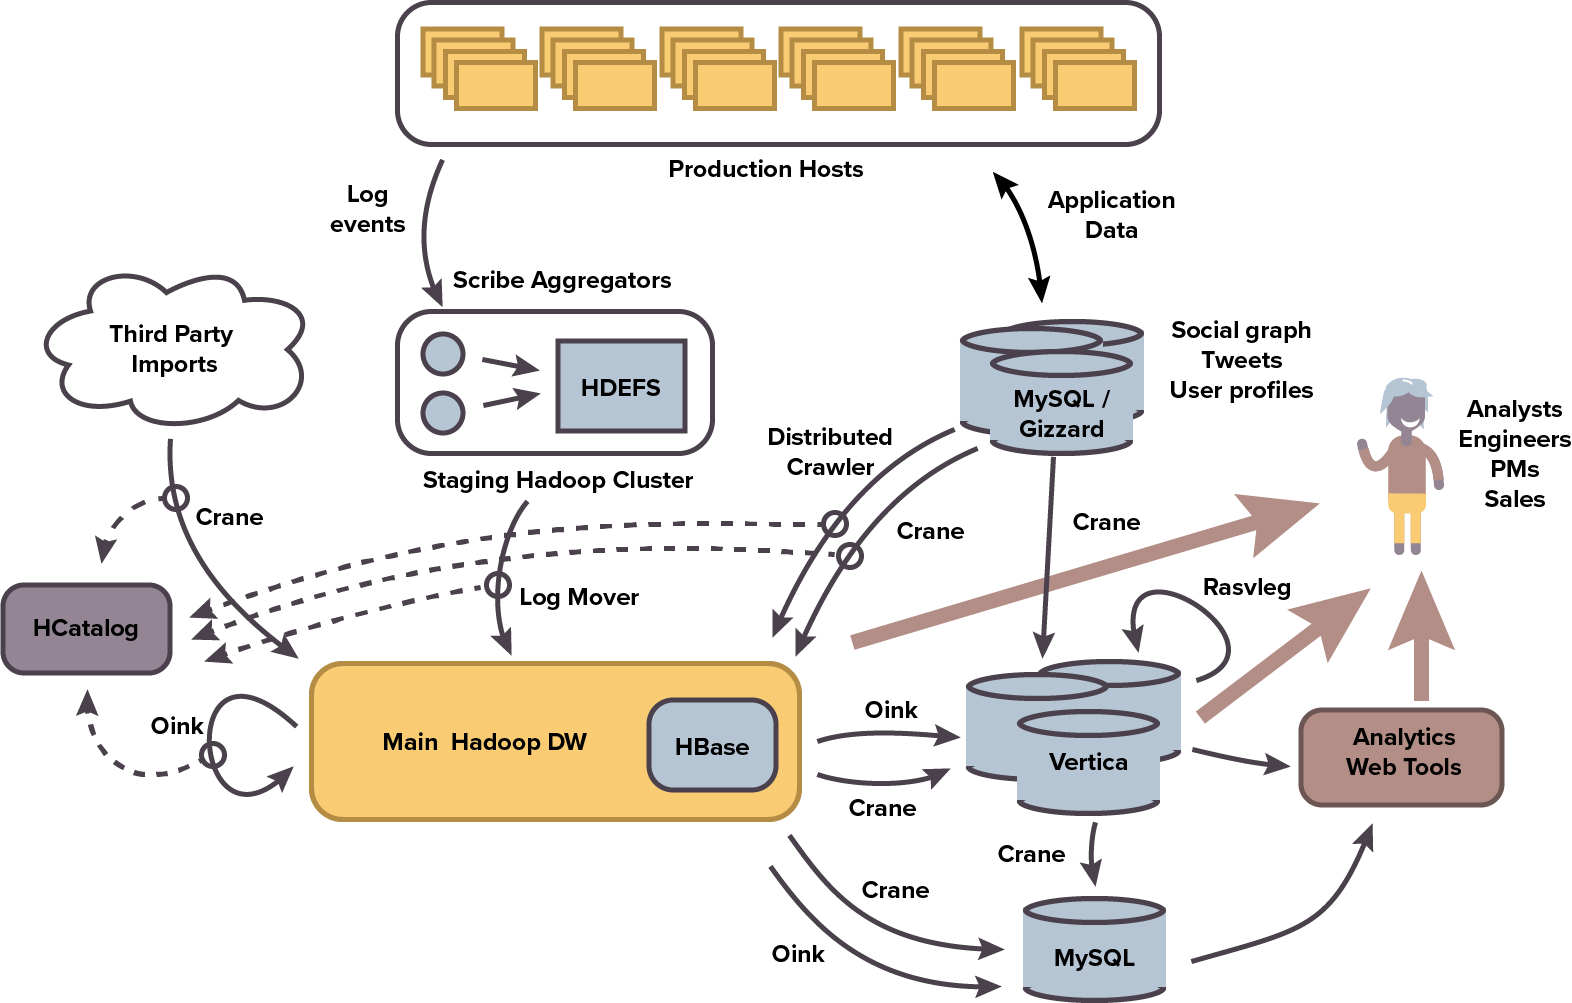 Production Hosts
Log
events
Application
Data
Scribe Aggregators
Third Party
Imports
HDEFS
Social graph
Tweets
User profiles
MySQL /
Gizzard
Analysts
Engineers
PMs
Sales
Distributed
Crawler
Staging Hadoop Cluster
Crane
Crane
Crane
Rasvleg
Log Mover
HCatalog
Oink
Main Hadoop DW
HBase
Oink
Crane
Vertica
Analytics
Web Tools
Crane
Crane
Oink
MySQL